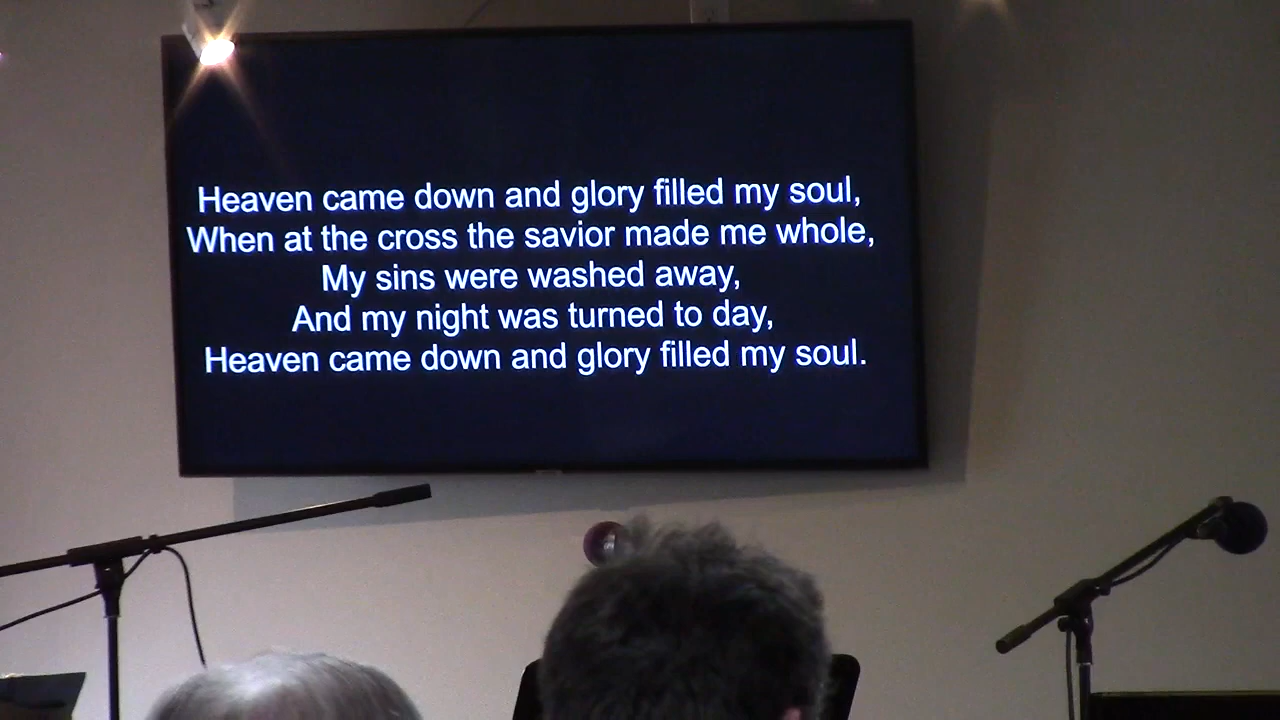 Heaven came down and glory filled my soul,
When at the cross the savior made me whole,
My sins were washed away,
And my night was turned to day,
Heaven came down and glory filled my soul.